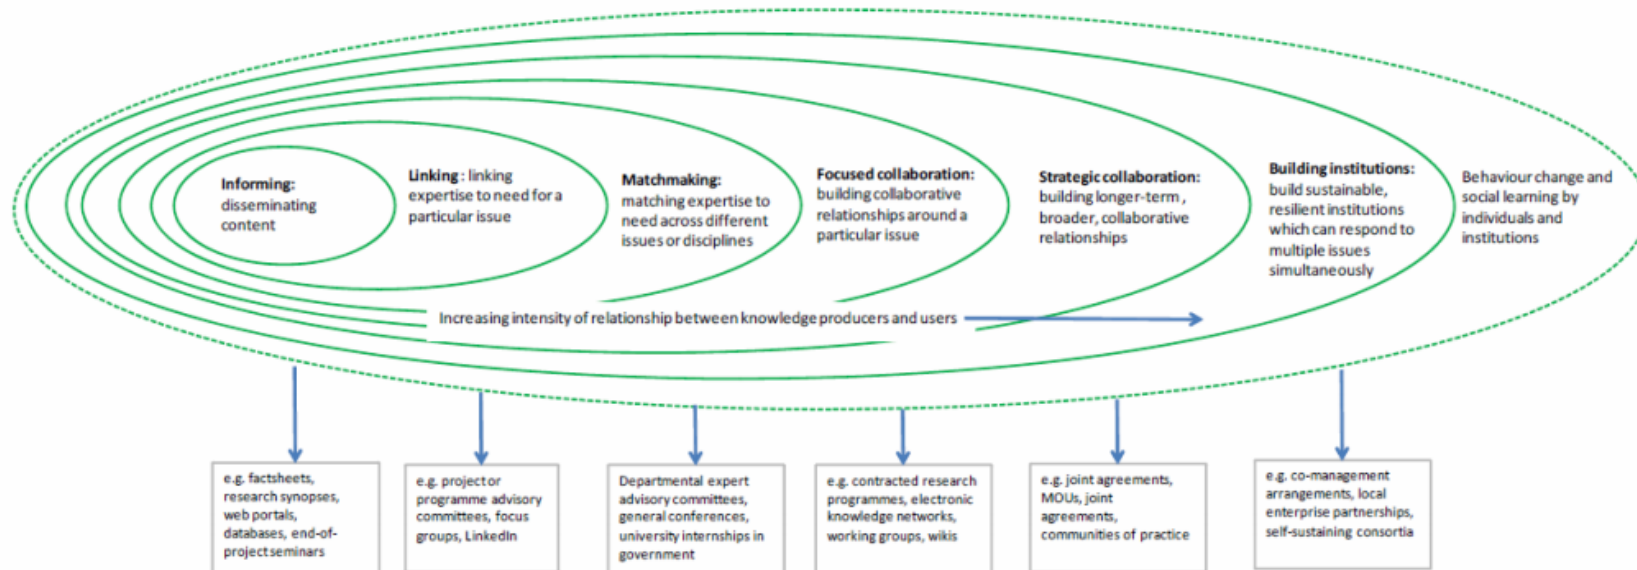 Informing:
disseminating
content
Linking : linking
expertise to need for a
particular issue
Matchmaking:
matching expertise to
need across different
issues or disciplines
Focused collaboration:
building collaborative
relationships around a
particular issue
Strategic collaboration:
building longer-term ,
broader, collaborative
relationships
Building institutions:
build sustainable,
resilient institutions
which can respond to
multiple issues
simultaneously
Behaviour change and
social learning by
individuals and
institutions
Increasing intensity of relationship between knowledge producers and users
e.g. factsheets,
research synopses,
web portals,
databases, end-of-
project seminars
e.g. project or
programme advisory
committees, focus
groups, LinkedIn
Departmental expert
advisory committees,
general conferences,
university internships in
government
e.g. contracted research
programmes, electronic
knowledge networks,
working groups, wikis
e.g. joint agreements,
MOUs, joint
agreements,
communities of practice
e.g. co-management
arrangements, local
enterprise partnerships,
self-sustaining consortia